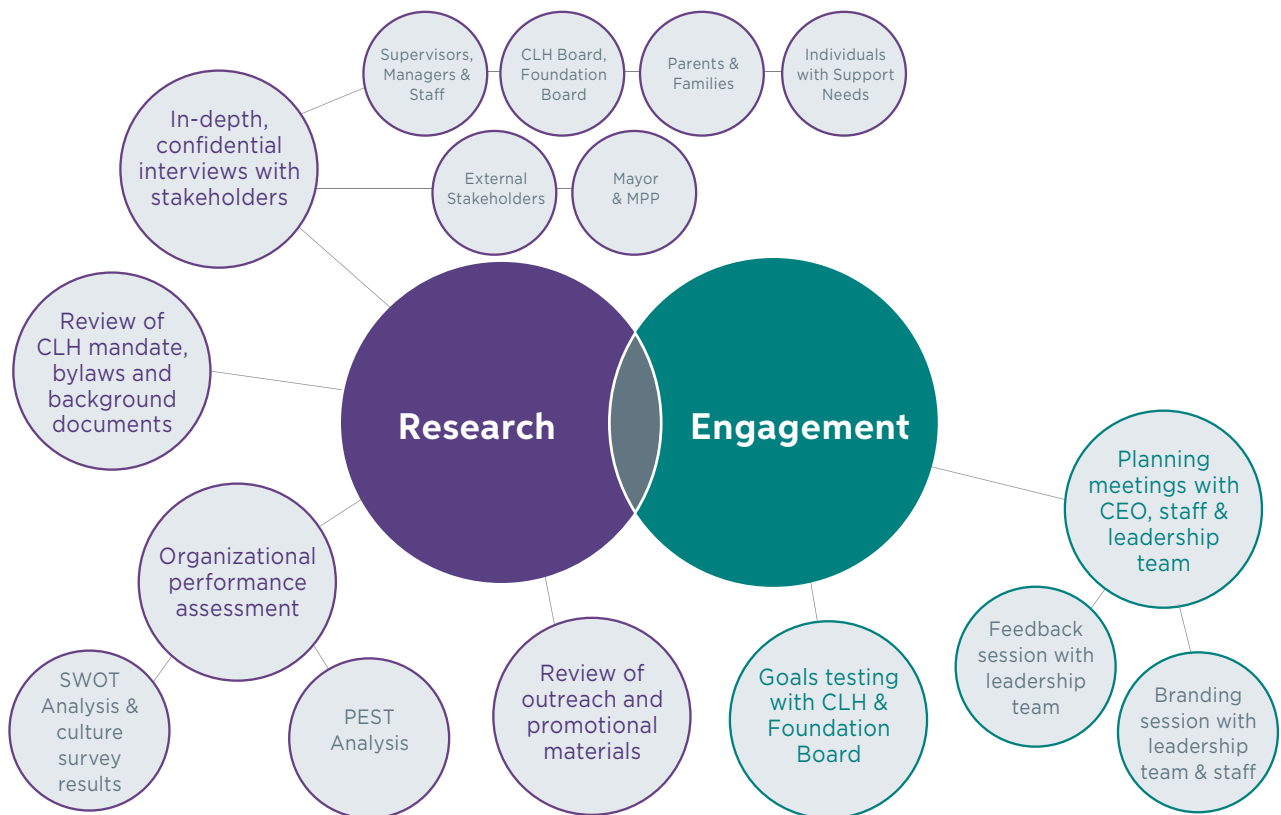 Supervisors,
Managers &
Staff
CLH Board,
Foundation
Board
Parents &
Families
Individuals
with Support
Needs
In-depth,
confidential
interviews with
stakeholders
External
Stakeholders
Mayor
& MPP
Review of
CLH mandate,
bylaws and
background
documents
Research
Engagement
Planning
meetings with
CEO, staff &
leadership
team
Organizational
performance
assessment
SWOT
Analysis &
culture
survey
results
PEST
Analysis
Review of
outreach and
promotional
materials
Goals testing
with CLH &
Foundation
Board
Feedback
session with
leadership
team
Branding
session with
leadership
team & staff